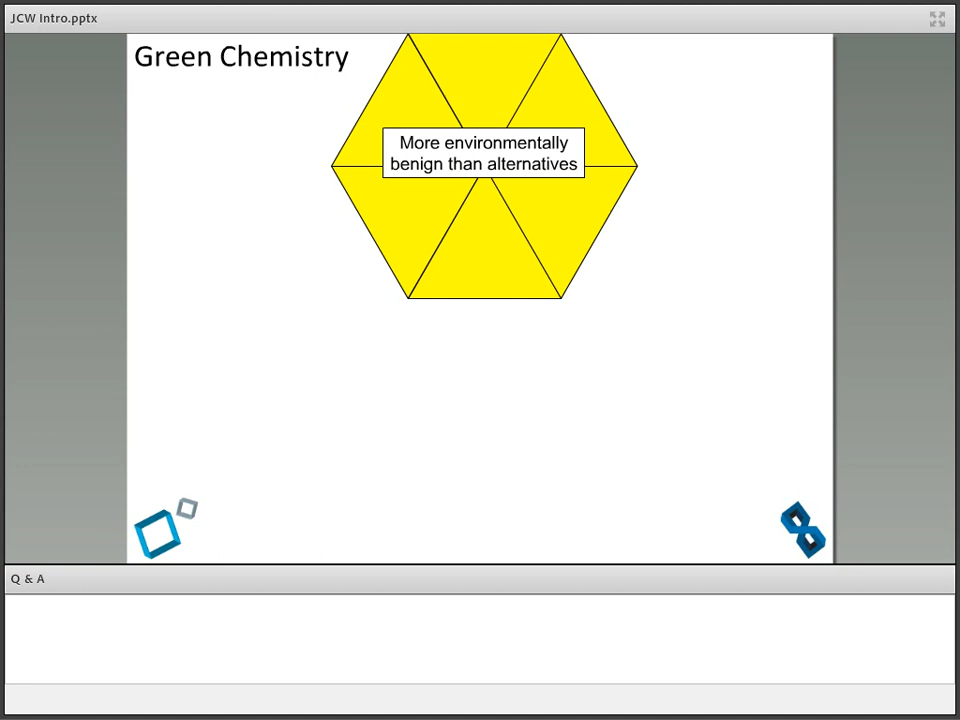 JCW Intro.pptx
Green Chemistry
More environmentally
benign than alternatives
Q & A